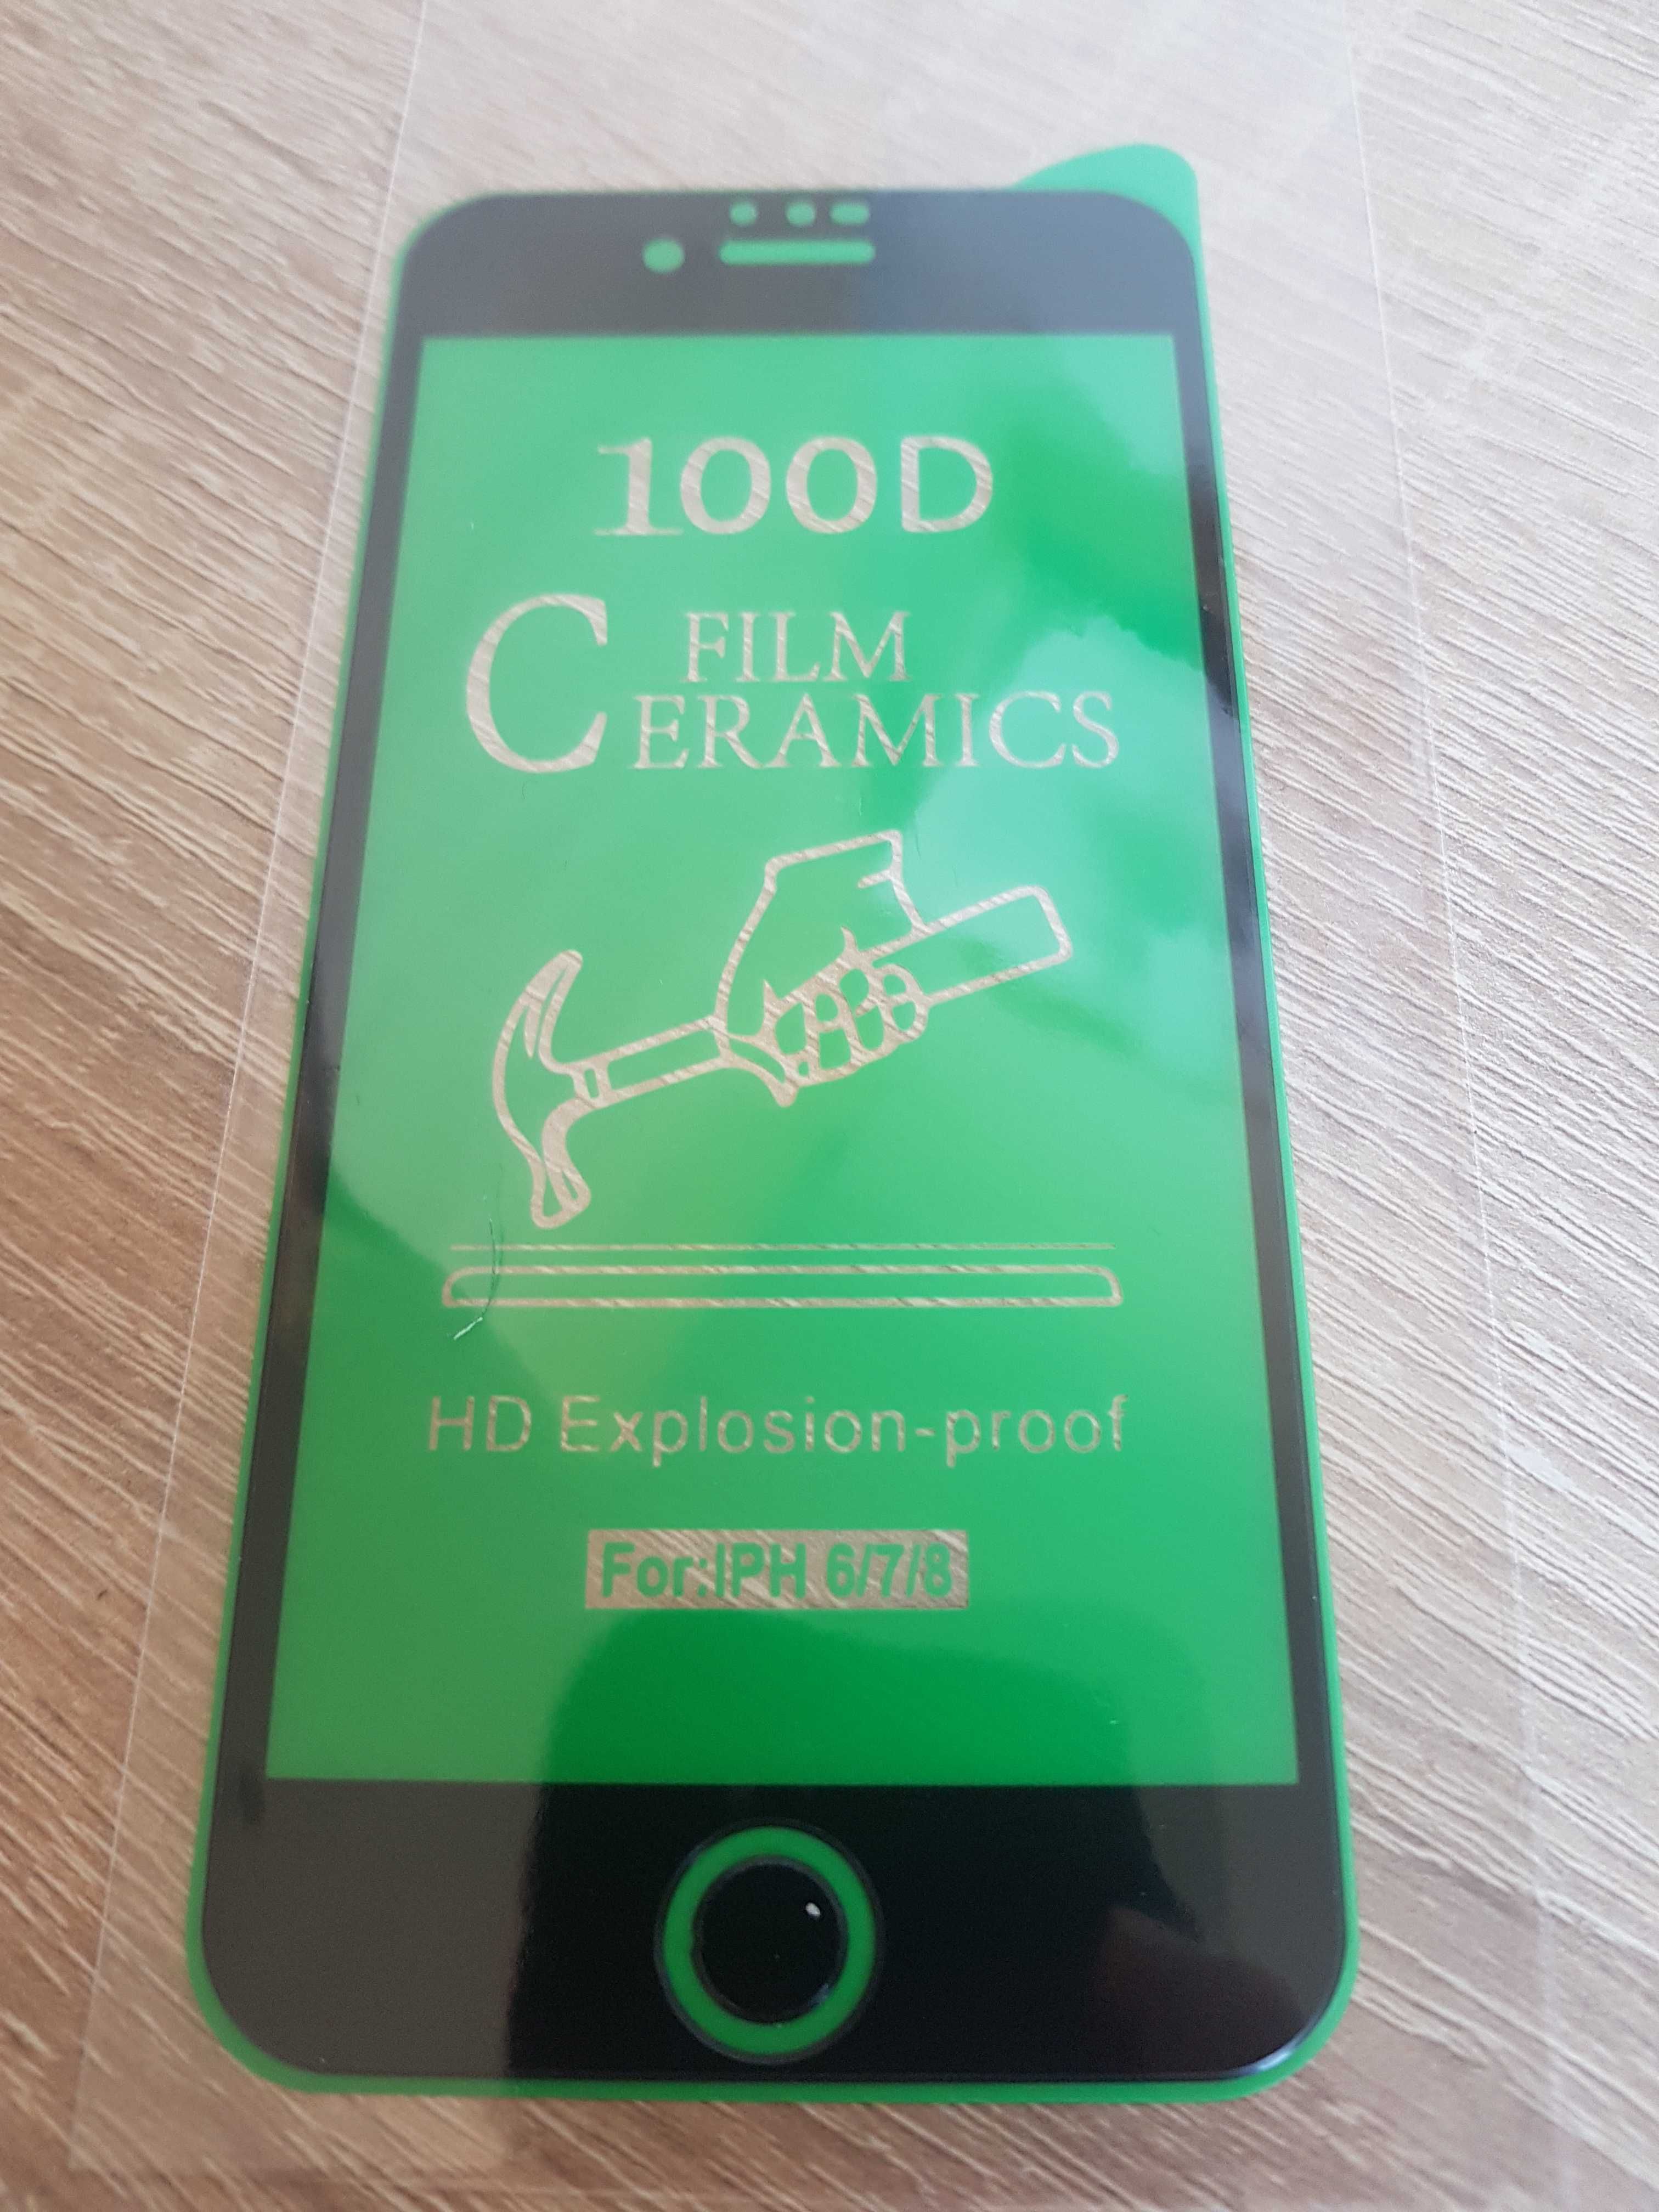 100D
FILM
CERAMICS
HD Explosion-proof
For:IPH 6/7/8